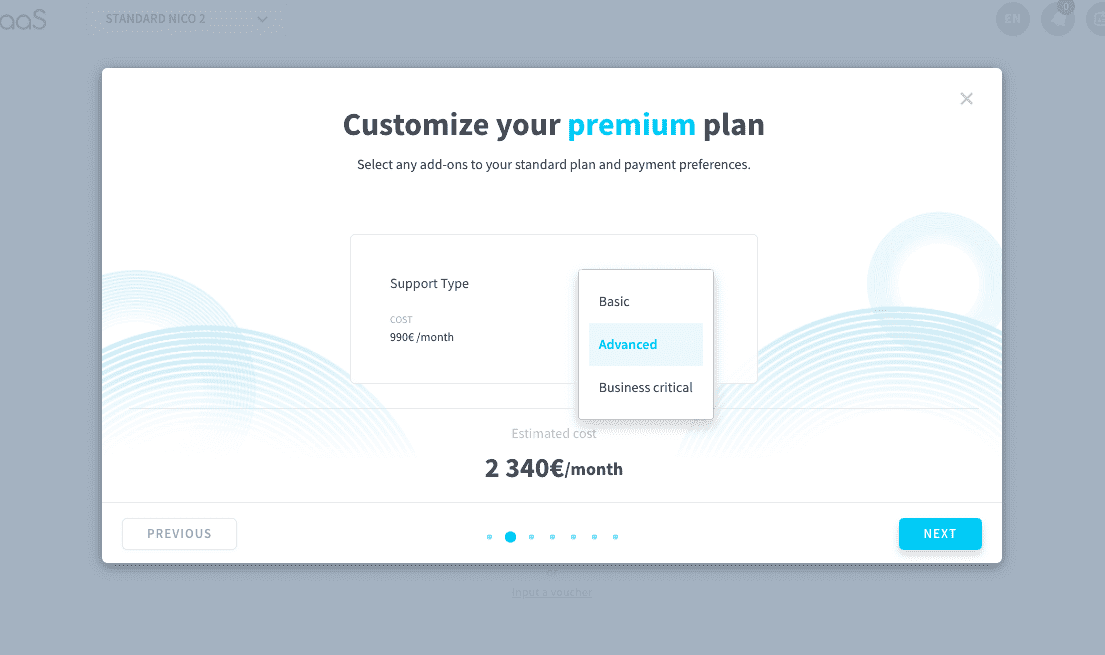 aaS
STANDARD NICO 2
EN
0
Customize your premium plan
Select any add-ons to your standard plan and payment preferences.
Support Type
COST
990€ /month
Basic
Advanced
Business critical
Estimated cost
2 340€/month
PREVIOUS
NEXT
or
Input a voucher